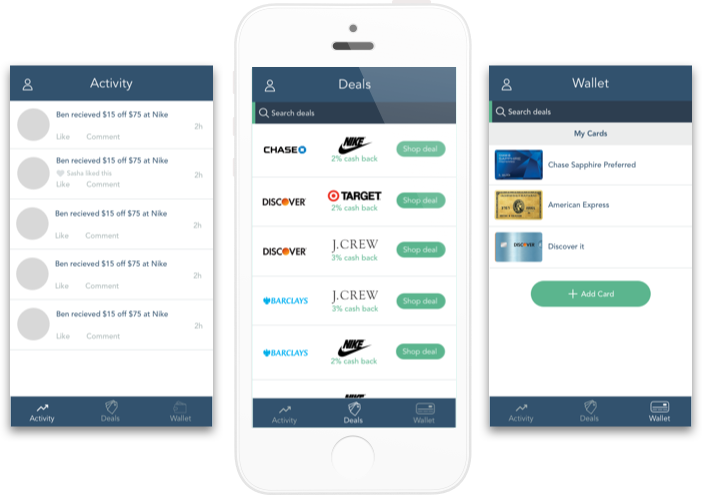 Activity
Ben recieved $15 off $75 at Nike
2h
Like Comment
Ben recieved $15 off $75 at Nike
Sasha liked this
2h
Like Comment
Ben recieved $15 off $75 at Nike
2h
Like Comment
Ben recieved $15 off $75 at Nike
2h
Like Comment
Ben recieved $15 off $75 at Nike
2h
Like Comment
Activity Deals Wallet
Deals
Search deals
CHASE NIKE Shop deal
2% cash back
DISCOVER TARGET Shop deal
2% cash back
DISCOVER J.CREW Shop deal
3% cash back
BARCLAYS J.CREW Shop deal
3% cash back
BARCLAYS NIKE Shop deal
2% cash back
Activity Deals Wallet
Wallet
Search deals
My Cards
Chase Sapphire Preferred
American Express
DISCOVER
Discover it
+ Add Card
Activity Deals Wallet